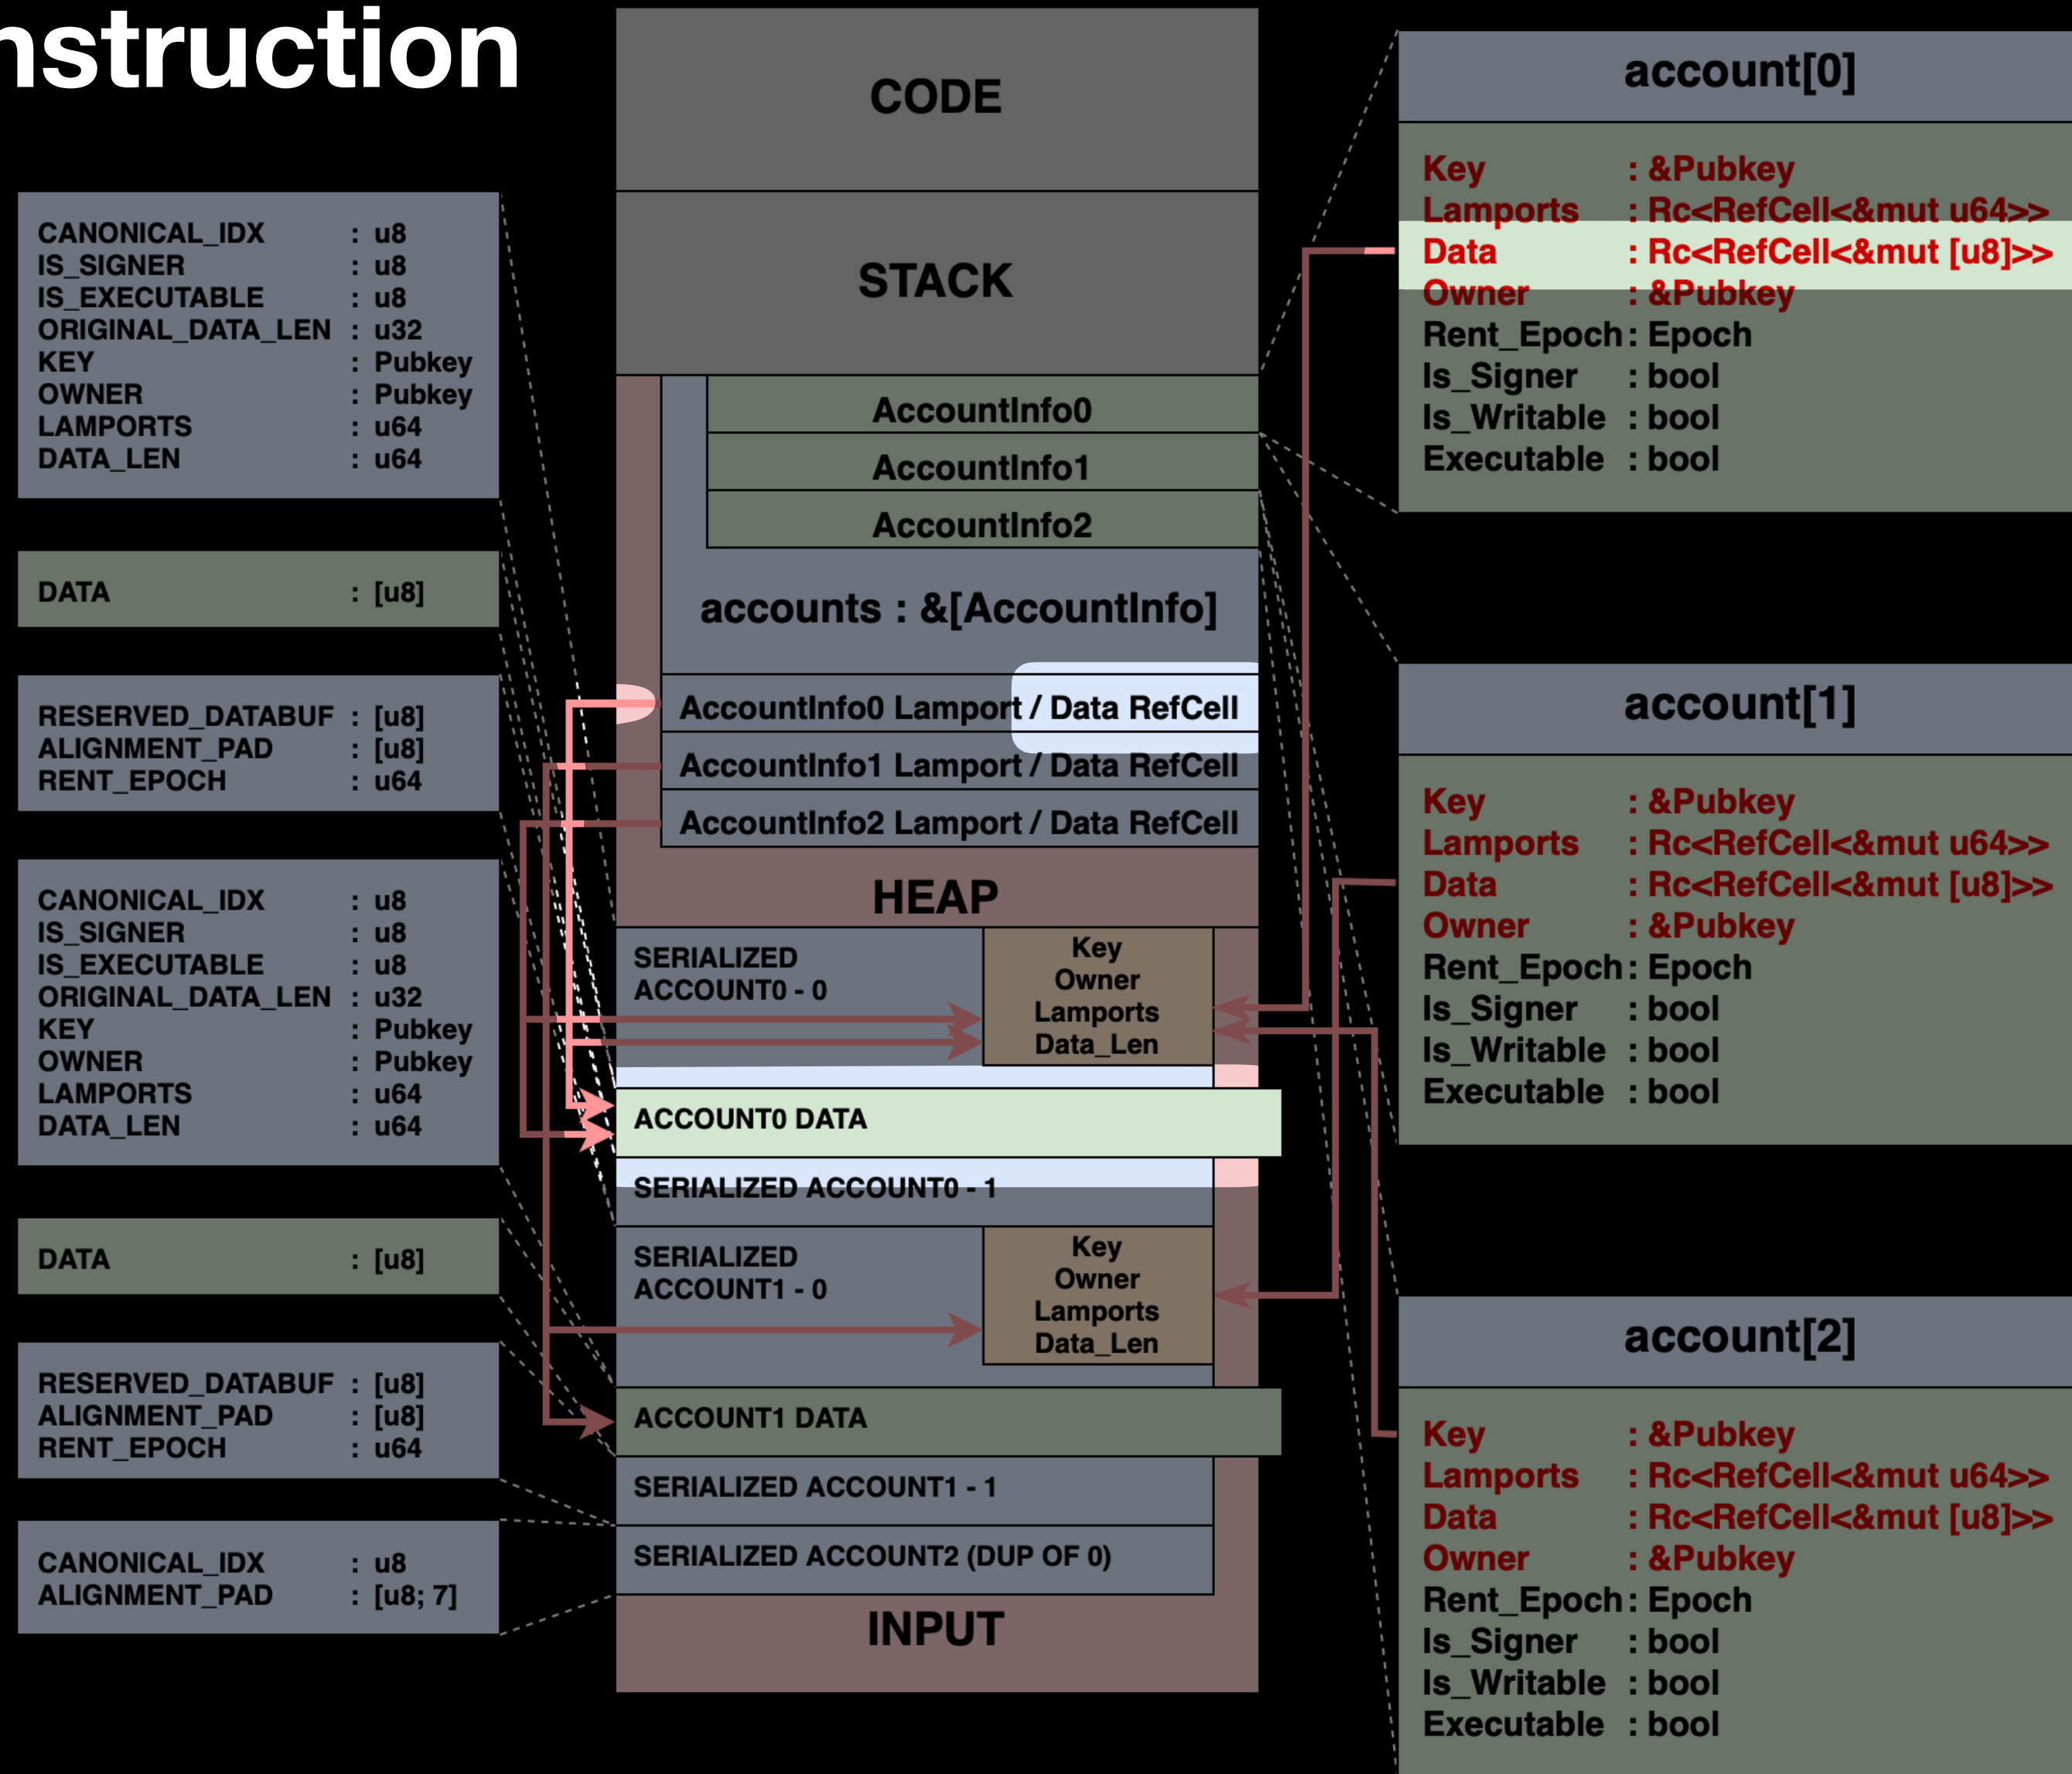 nstruction
CANONICAL_IDX : u8
IS_SIGNER : u8
IS_EXECUTABLE : u8
ORIGINAL_DATA_LEN : u32
KEY : Pubkey
OWNER : Pubkey
LAMPORTS : u64
DATA_LEN : u64
DATA : [u8]
RESERVED_DATABUF : [u8]
ALIGNMENT_PAD : [u8]
RENT_EPOCH : u64
CANONICAL_IDX : u8
IS_SIGNER : u8
IS_EXECUTABLE : u8
ORIGINAL_DATA_LEN : u32
KEY : Pubkey
OWNER : Pubkey
LAMPORTS : u64
DATA_LEN : u64
DATA : [u8]
RESERVED_DATABUF : [u8]
ALIGNMENT_PAD : [u8]
RENT_EPOCH : u64
CANONICAL_IDX : u8
ALIGNMENT_PAD : [u8; 7]
CODE
STACK
AccountInfo0
AccountInfo1
AccountInfo2
accounts : &[AccountInfo]
AccountInfo0 Lamport / Data RefCell
AccountInfo1 Lamport / Data RefCell
AccountInfo2 Lamport / Data RefCell
HEAP
SERIALIZED
ACCOUNT0 - 0
Key
Owner
Lamports
Data_Len
ACCOUNT0 DATA
SERIALIZED ACCOUNT0 - 1
SERIALIZED
ACCOUNT1 - 0
Key
Owner
Lamports
Data_Len
ACCOUNT1 DATA
SERIALIZED ACCOUNT1 - 1
SERIALIZED ACCOUNT2 (DUP OF 0)
INPUT
account[0]
Key : &Pubkey
Lamports : Rc<RefCell<&mut u64>>
Data : Rc<RefCell<&mut [u8]>>
Owner : &Pubkey
Rent_Epoch : Epoch
Is_Signer : bool
Is_Writable : bool
Executable : bool
account[1]
Key : &Pubkey
Lamports : Rc<RefCell<&mut u64>>
Data : Rc<RefCell<&mut [u8]>>
Owner : &Pubkey
Rent_Epoch : Epoch
Is_Signer : bool
Is_Writable : bool
Executable : bool
account[2]
Key : &Pubkey
Lamports : Rc<RefCell<&mut u64>>
Data : Rc<RefCell<&mut [u8]>>
Owner : &Pubkey
Rent_Epoch : Epoch
Is_Signer : bool
Is_Writable : bool
Executable : bool